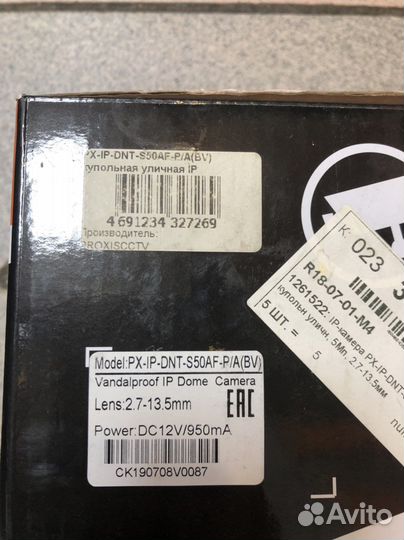 PX-IP-DNT-S50AF-P/A(BV)
купольная уличная IP
4 691234 327269
Производитель:
PROXISCCTV
K: 023 3
R18-07-01-M4
1261522: IP-камера PX-IP-DNT-S
купольн уличн. 5Мп, 2.7-13.5мм
5 ШТ. = 5
Model:PX-IP-DNT-S50AF-P/A(BV)
Vandalproof IP Dome Camera
Lens:2.7-13.5mm
EAC
Power:DC12V/950mA
CK190708V0087
Avito